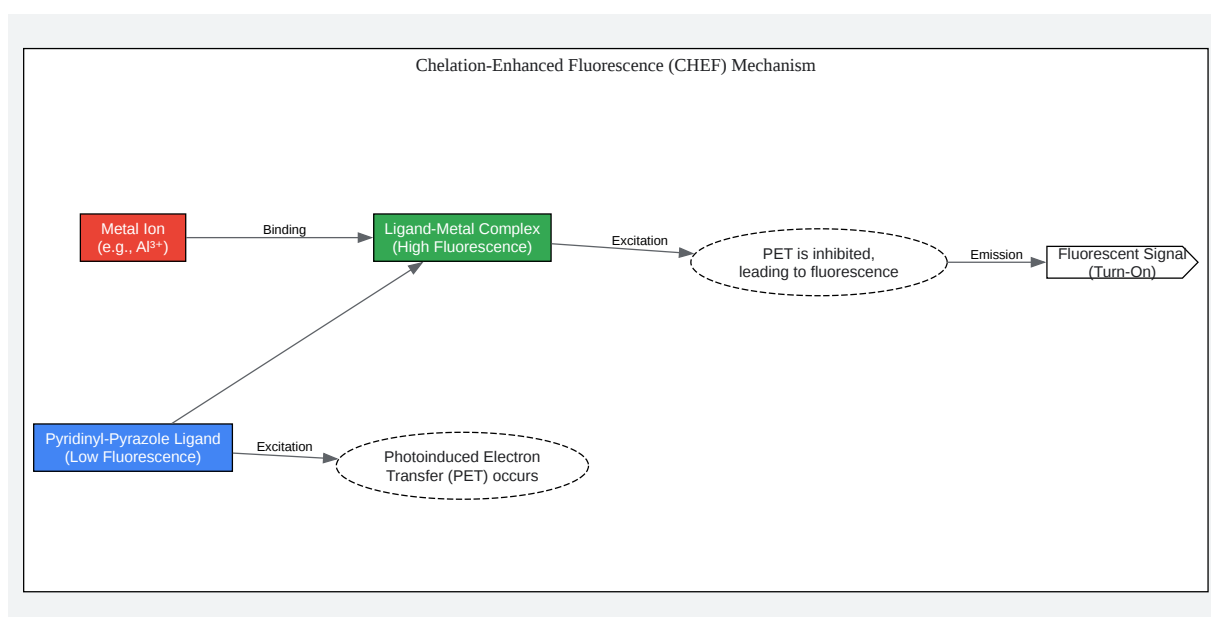 Chelation-Enhanced Fluorescence (CHEF) Mechanism
Metal Ion
(e.g., Al³⁺)
Binding
Ligand-Metal Complex
(High Fluorescence)
Excitation
PET is inhibited,
leading to fluorescence
Emission
Fluorescent Signal
(Turn-On)
Pyridinyl-Pyrazole Ligand
(Low Fluorescence)
Excitation
Photoinduced Electron
Transfer (PET) occurs